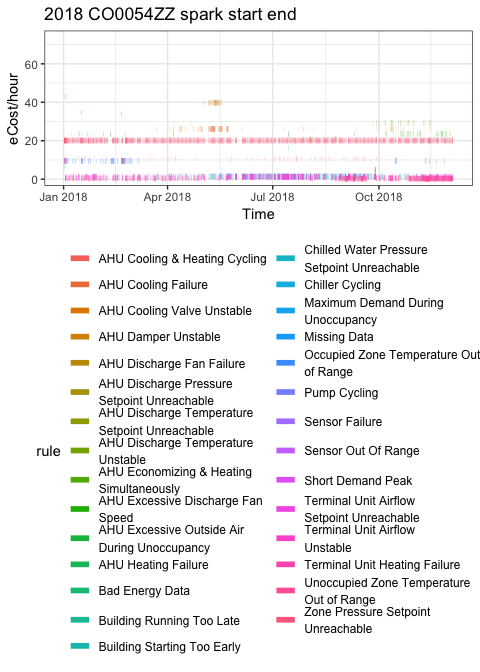 2018 CO0054ZZ spark start end
eCost/hour
60
40
20
0
Jan 2018
Apr 2018
Jul 2018
Oct 2018
Time
rule
AHU Cooling & Heating Cycling
AHU Cooling Failure
AHU Cooling Valve Unstable
AHU Damper Unstable
AHU Discharge Fan Failure
AHU Discharge Pressure
Setpoint Unreachable
AHU Discharge Temperature
Setpoint Unreachable
AHU Discharge Temperature
Unstable
AHU Economizing & Heating
Simultaneously
AHU Excessive Discharge Fan
Speed
AHU Excessive Outside Air
During Unoccupancy
AHU Heating Failure
Bad Energy Data
Building Running Too Late
Building Starting Too Early
Chilled Water Pressure
Setpoint Unreachable
Chiller Cycling
Maximum Demand During
Unoccupancy
Missing Data
Occupied Zone Temperature Out
of Range
Pump Cycling
Sensor Failure
Sensor Out Of Range
Short Demand Peak
Terminal Unit Airflow
Setpoint Unreachable
Terminal Unit Airflow
Unstable
Terminal Unit Heating Failure
Unoccupied Zone Temperature
Out of Range
Zone Pressure Setpoint
Unreachable